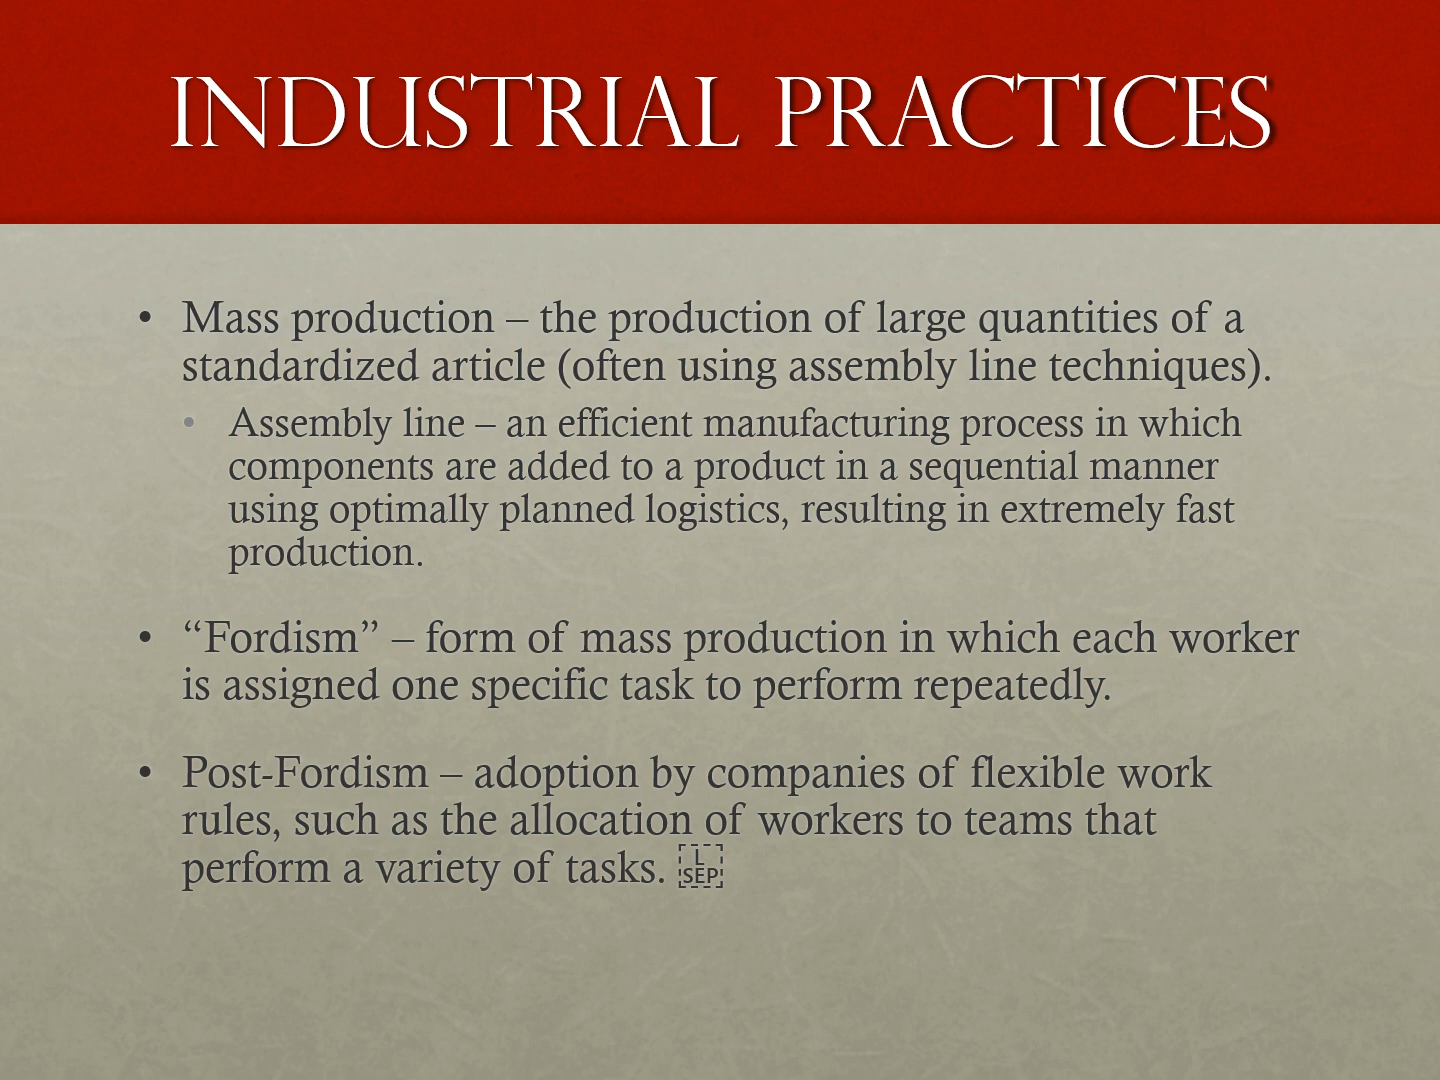 INDUSTRIAL PRACTICES
• Mass production – the production of large quantities of a
standardized article (often using assembly line techniques).
• Assembly line – an efficient manufacturing process in which
components are added to a product in a sequential manner
using optimally planned logistics, resulting in extremely fast
production.
• “Fordism” – form of mass production in which each worker
is assigned one specific task to perform repeatedly.
• Post-Fordism – adoption by companies of flexible work
rules, such as the allocation of workers to teams that
perform a variety of tasks. L SEP